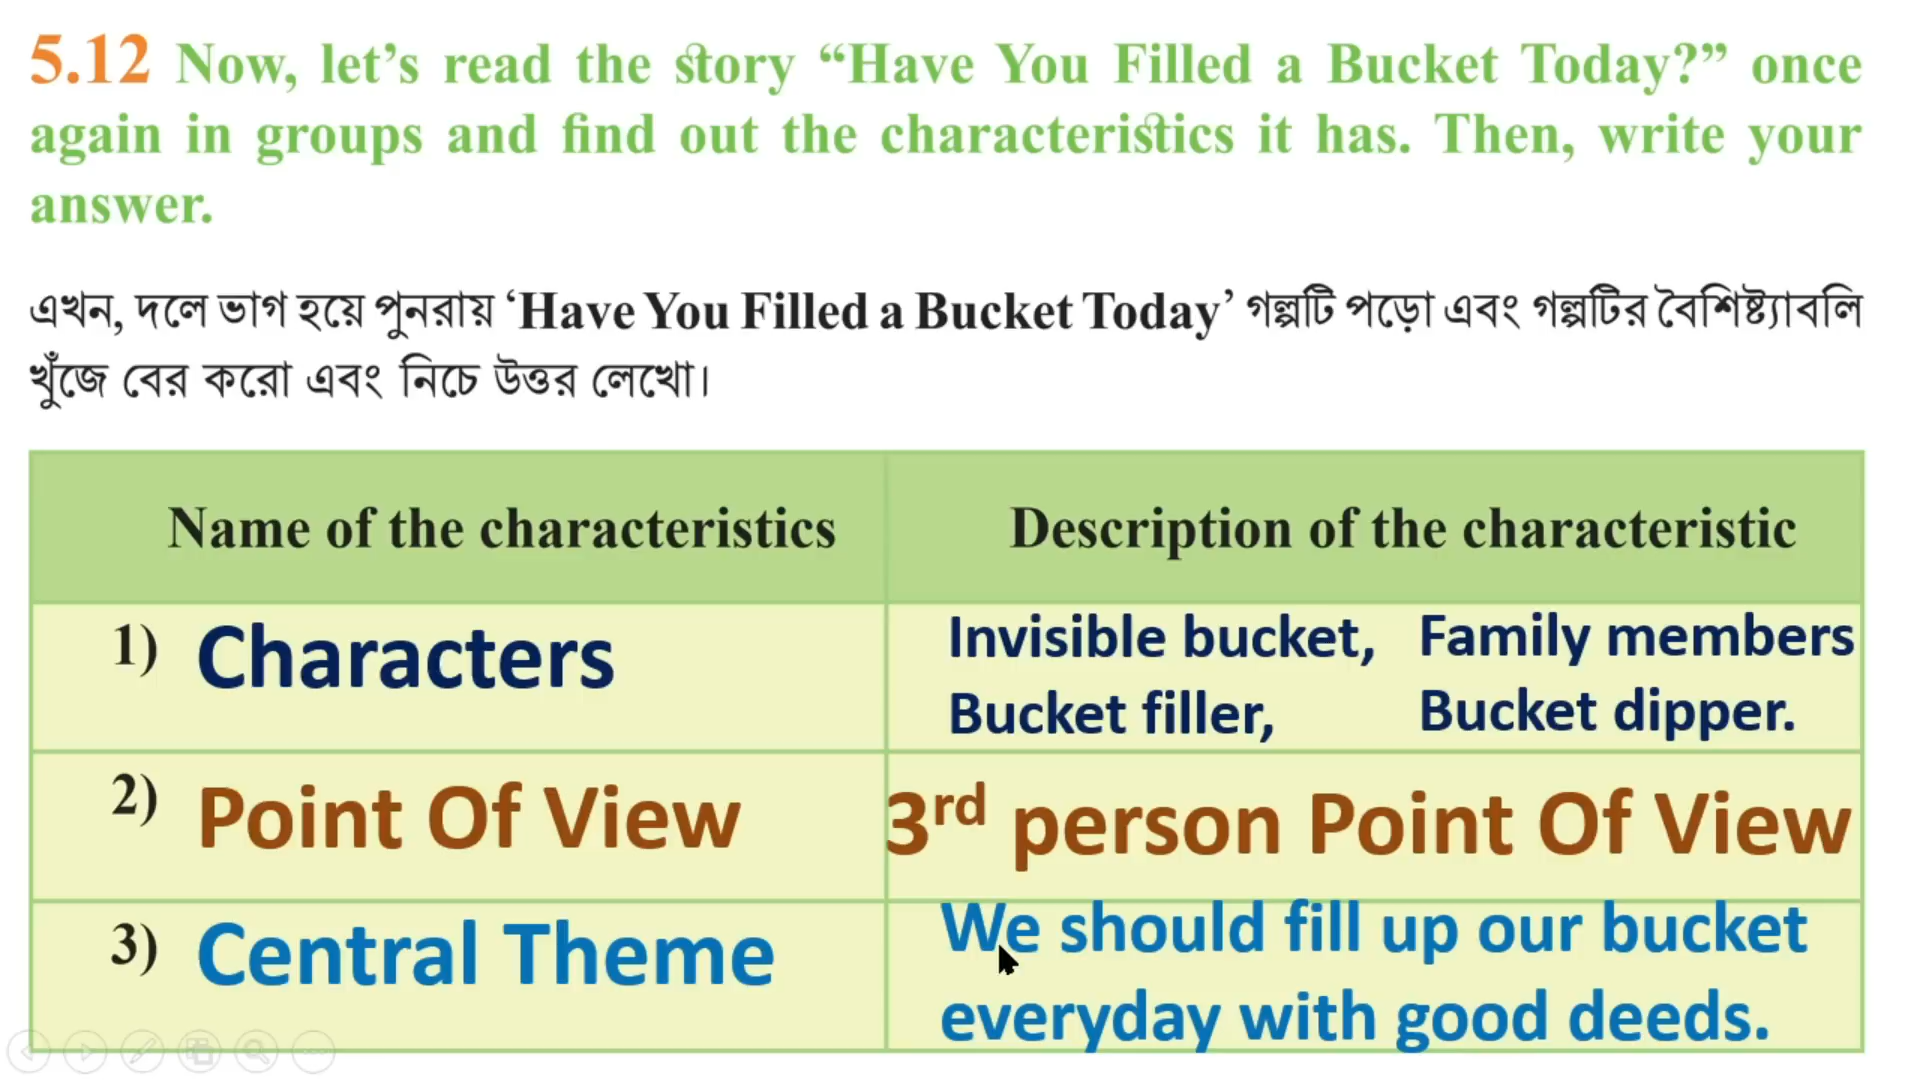 5.12 Now, let’s read the story “Have You Filled a Bucket Today?” once
again in groups and find out the characteristics it has. Then, write your
answer.
এখন, দলে ভাগ হয়ে পুনরায় ‘Have You Filled a Bucket Today’ গল্পটি পড়ো এবং গল্পটির বৈশিষ্ট্যাবলি
খুঁজে বের করো এবং নিচে উত্তর লেখো।
Name of the characteristics Description of the characteristic
1) Characters
Invisible bucket, Family members
Bucket filler, Bucket dipper.
2) Point Of View 3rd person Point Of View
3) Central Theme
We should fill up our bucket
everyday with good deeds.